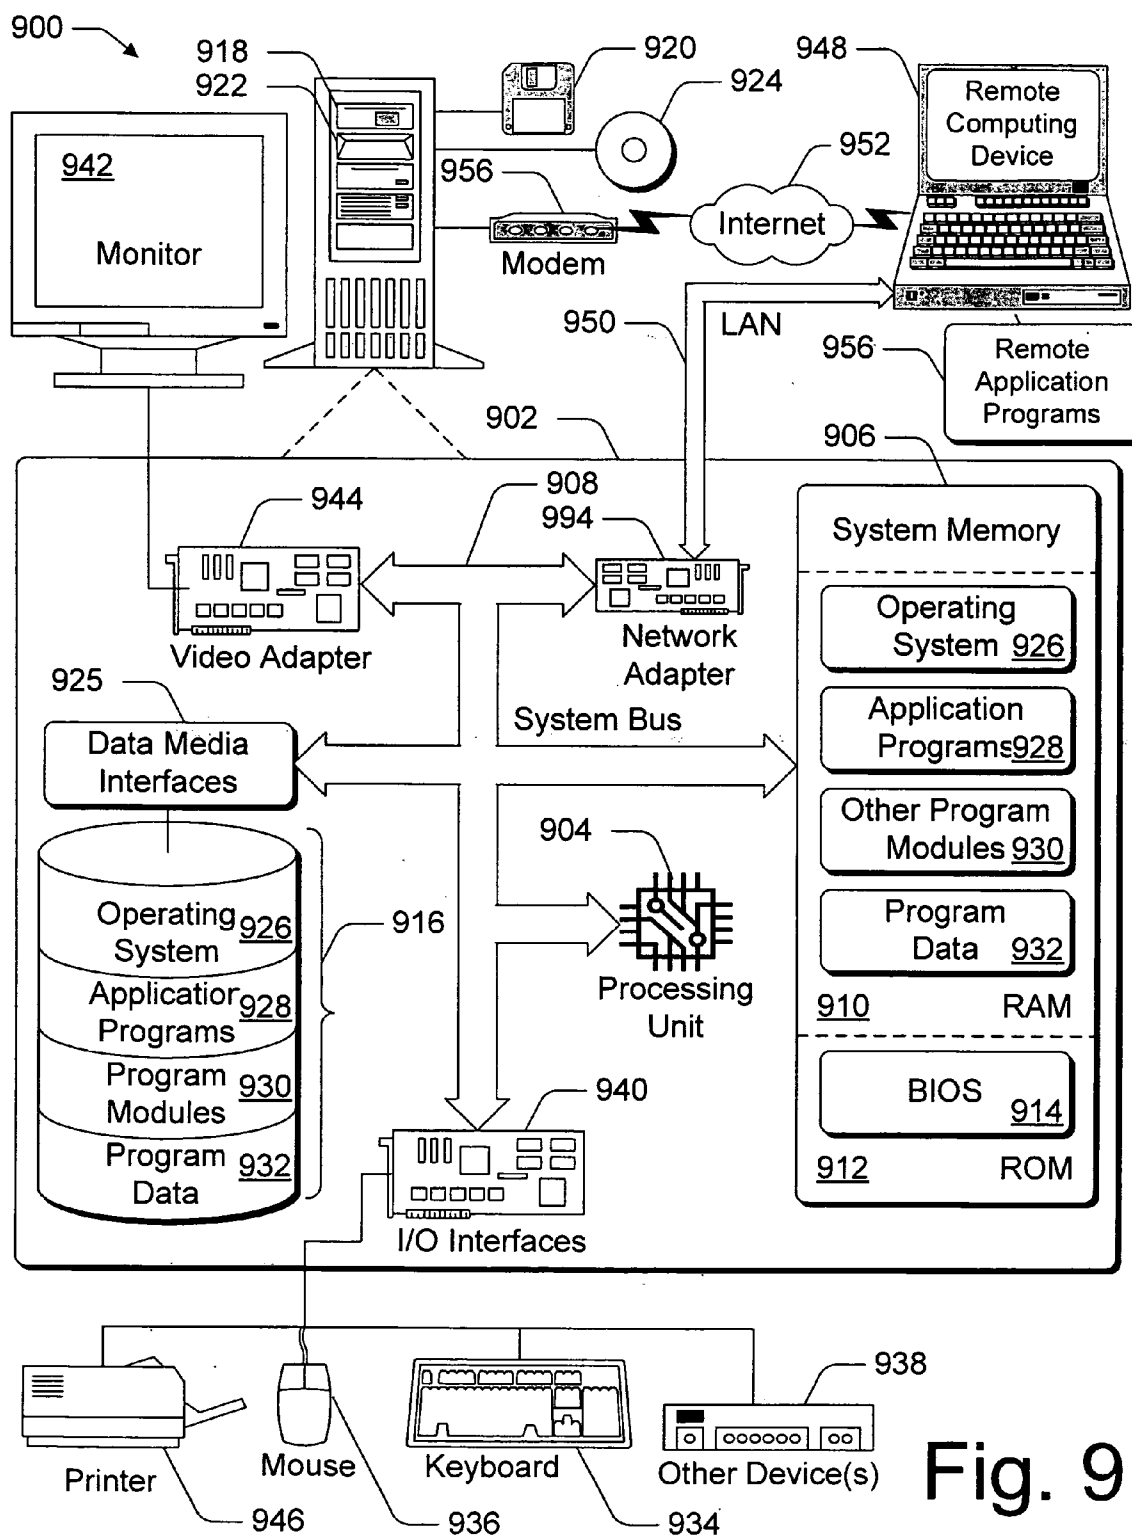 900
918
922
920
924
948
Remote
Computing
Device
942
Monitor
956
Modem
952
Internet
950
LAN
956
Remote
Application
Programs
902
906
908
944
994
Video Adapter
Network
Adapter
System Memory
Operating
System 926
Application
Programs 928
Other Program
Modules 930
Program
Data 932
910 RAM
BIOS
914
912 ROM
925
Data Media
Interfaces
System Bus
904
Processing
Unit
Operating
System 926
Applicatior
Programs 928
Program
Modules 930
Program
Data 932
916
940
I/O Interfaces
Printer
946
Mouse
936
Keyboard
934
938
Other Device(s)
Fig. 9